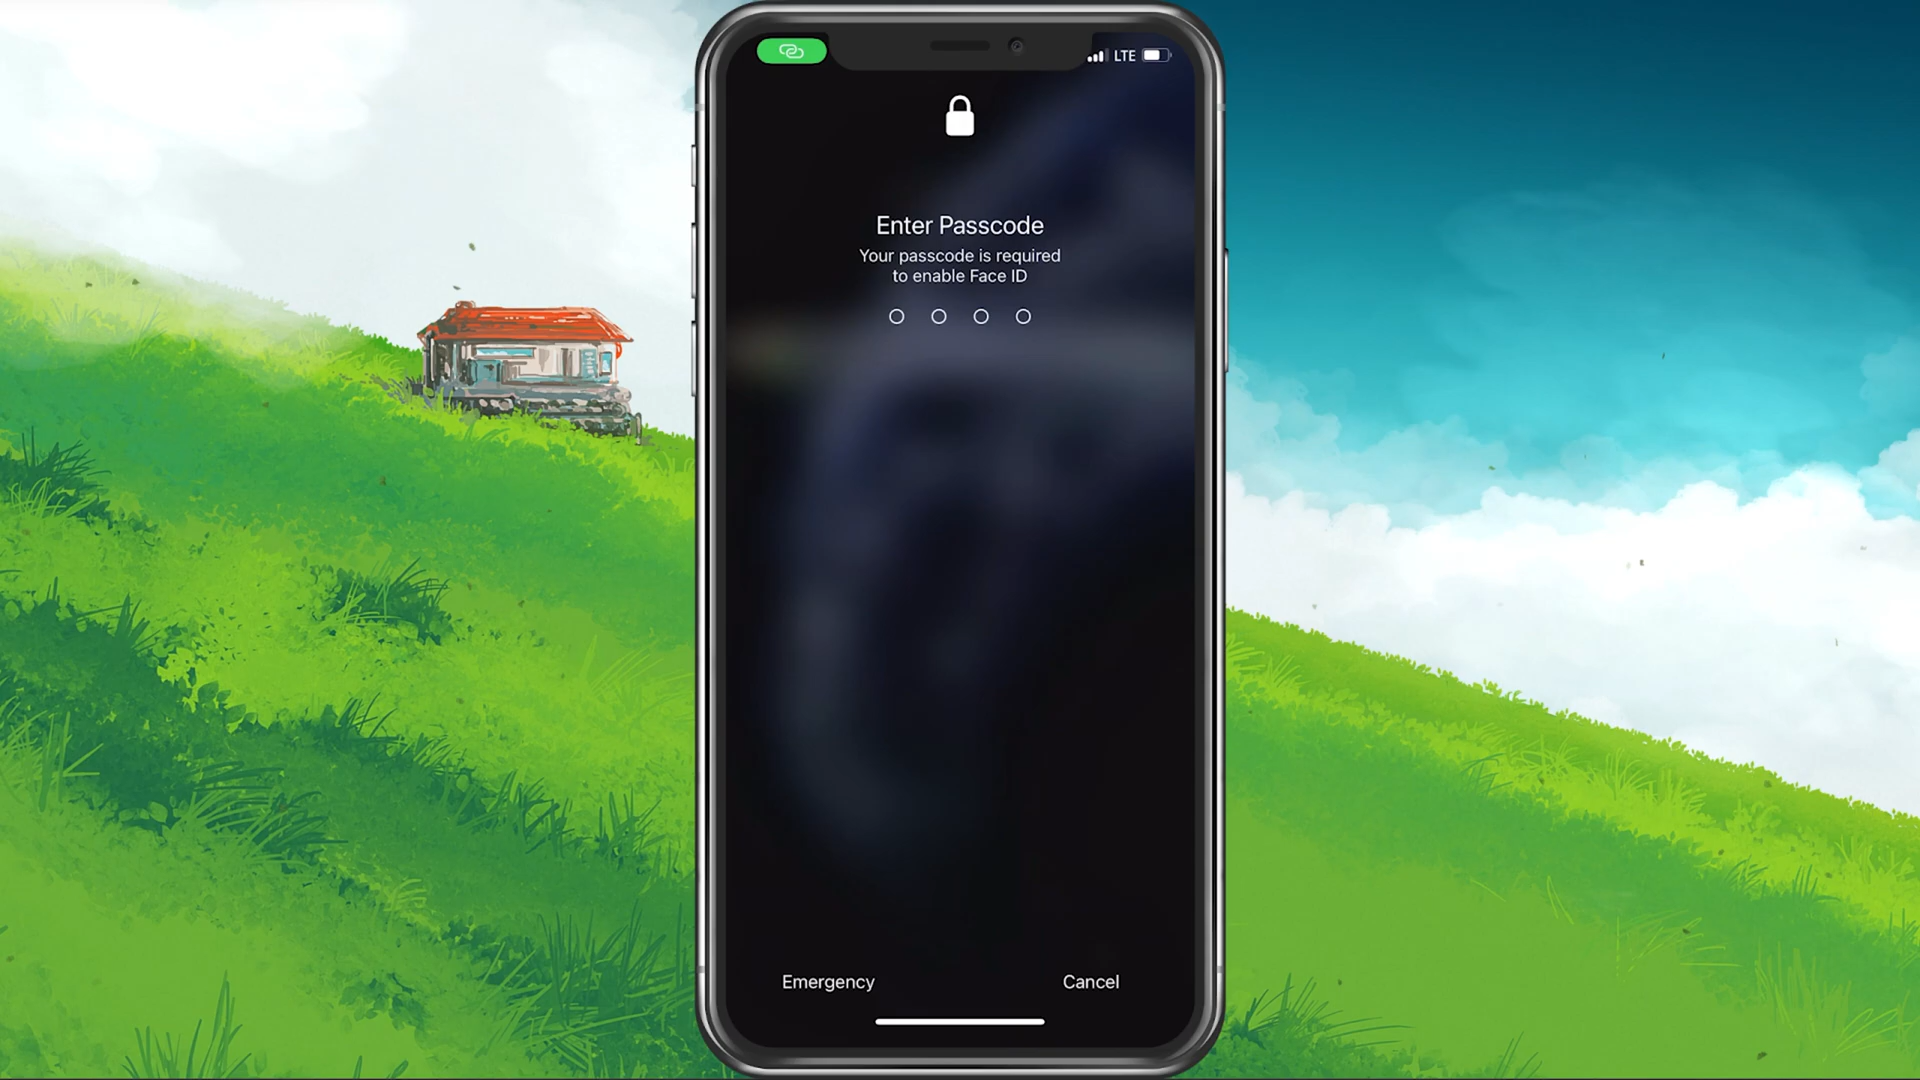 LTE
Enter Passcode
Your passcode is required
to enable Face ID
Emergency
Cancel